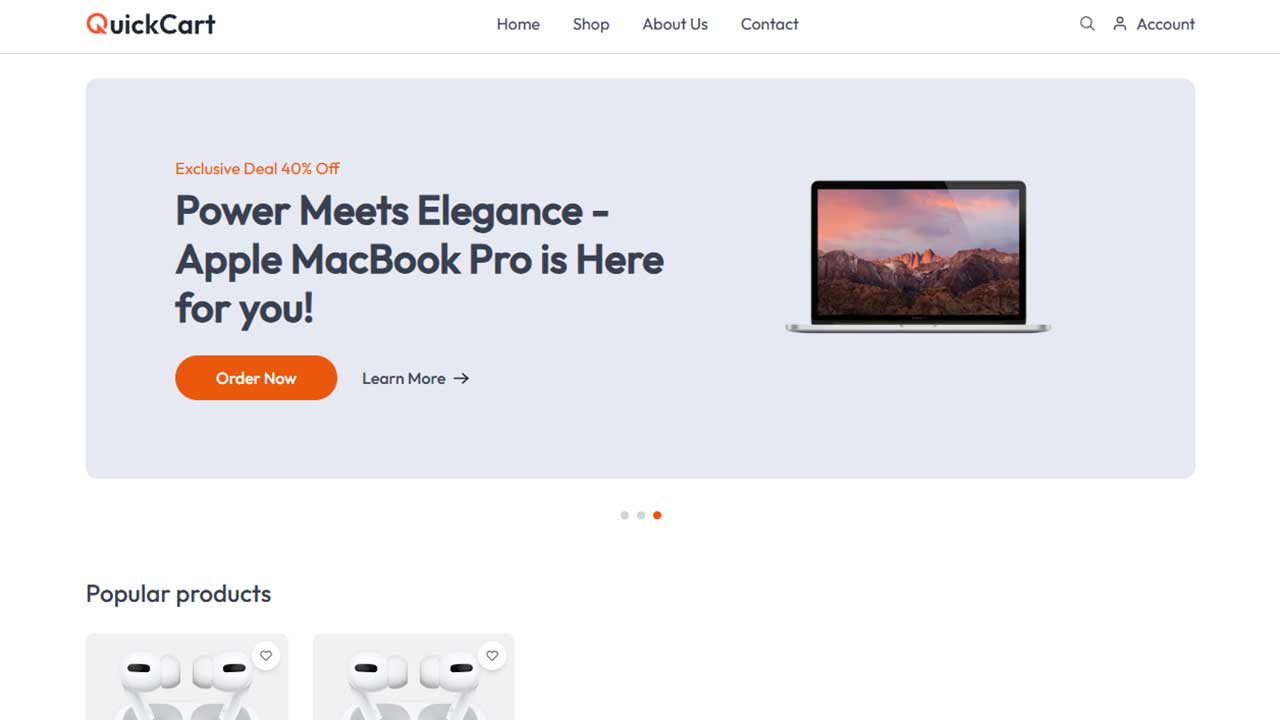 QuickCart
Home
Shop
About Us
Contact
Account
Exclusive Deal 40% Off
Power Meets Elegance -
Apple MacBook Pro is Here
for you!
Order Now
Learn More →
Popular products